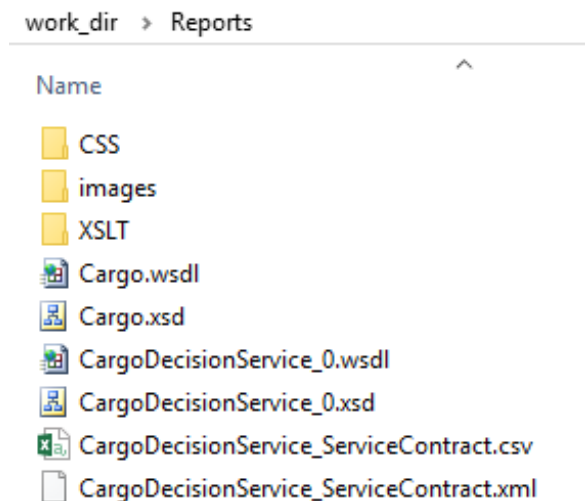 work_dir > Reports
Name
CSS
images
XSLT
Cargo.wsdl
Cargo.xsd
CargoDecisionService_0.wsdl
CargoDecisionService_0.xsd
CargoDecisionService_ServiceContract.csv
CargoDecisionService_ServiceContract.xml